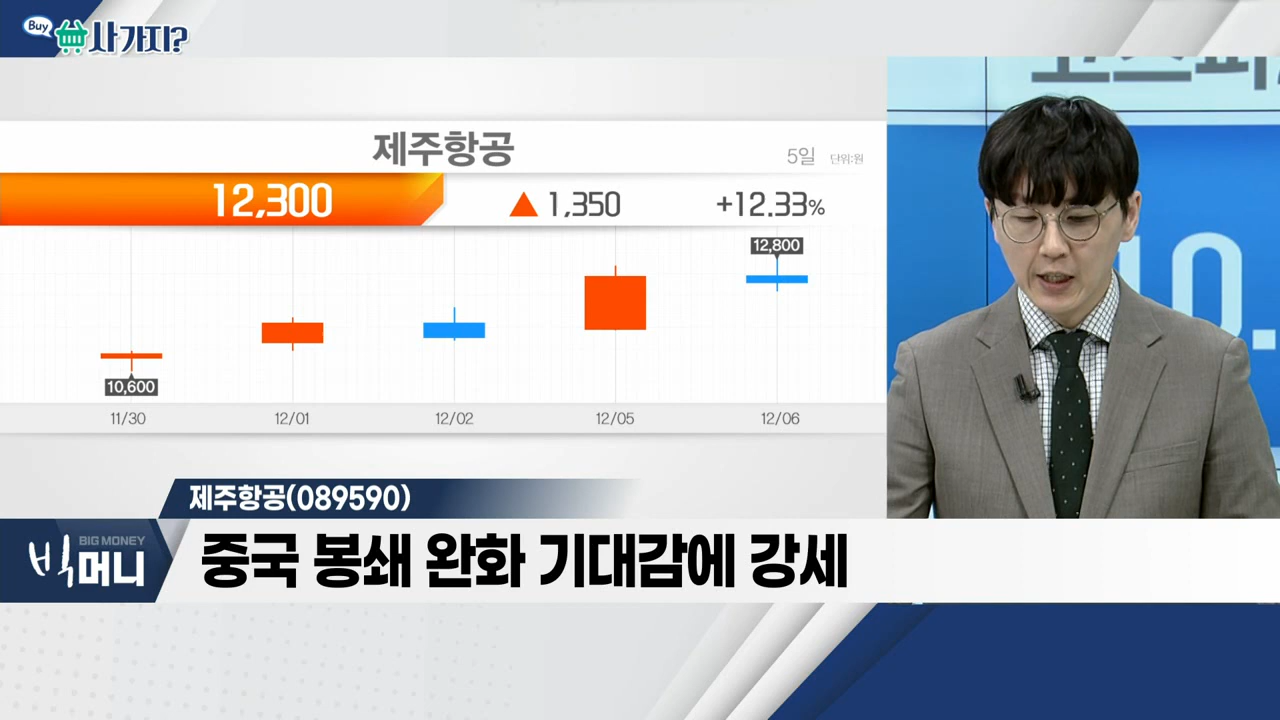 Buy
사가지?
제주항공
5일 단위:원
12,300 ▲ 1,350 +12.33%
12,800
10,600
11/30 12/01 12/02 12/05 12/06
제주항공(089590)
BIG MONEY
빅머니
중국 봉쇄 완화 기대감에 강세